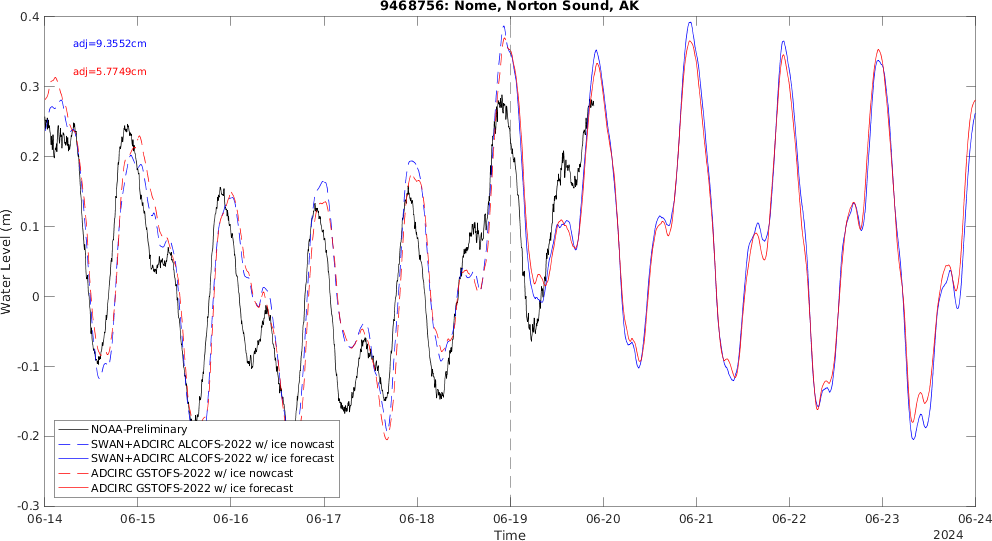 9468756: Nome, Norton Sound, AK
adj=9.3552cm
adj=5.7749cm
Water Level (m)
0.4
0.3
0.2
0.1
0
-0.1
-0.2
-0.3
NOAA-Preliminary
SWAN+ADCIRC ALCOFS-2022 w/ ice nowcast
SWAN+ADCIRC ALCOFS-2022 w/ ice forecast
ADCIRC GSTOFS-2022 w/ ice nowcast
ADCIRC GSTOFS-2022 w/ ice forecast
06-14 06-15 06-16 06-17 06-18 06-19 06-20 06-21 06-22 06-23 06-24
Time
2024